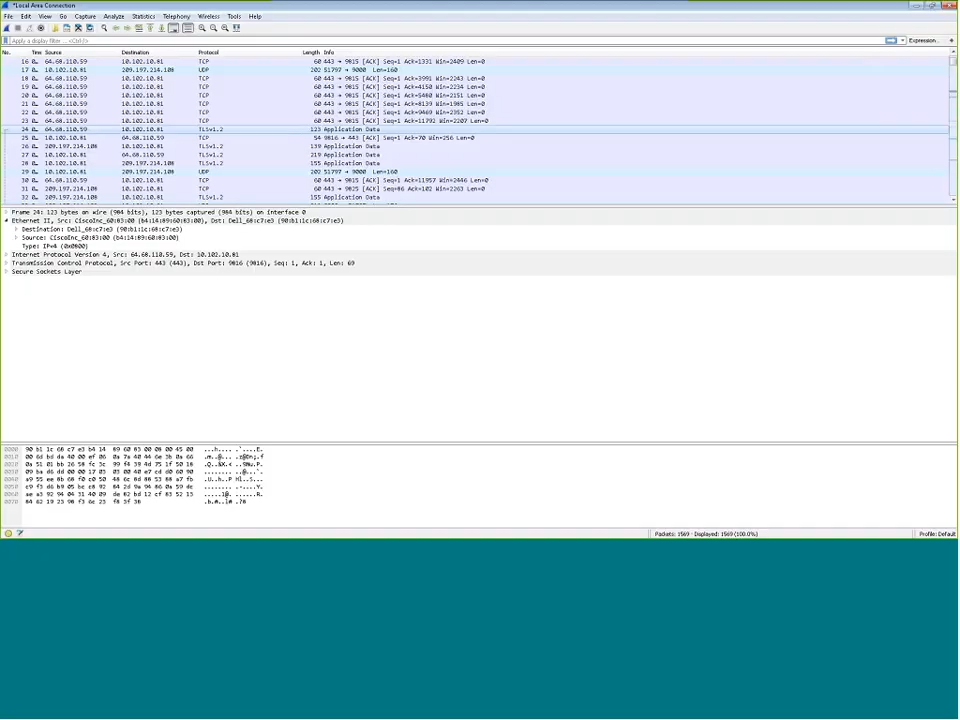 *Local Area Connection
File Edit View Go Capture Analyze Statistics Telephony Wireless Tools Help
Apply a display filter ... <Ctrl-/> Expression... +
No. Time Source Destination Protocol Length Info
16 0… 64.68.110.59 10.102.10.81 TCP 60 443 → 9815 [ACK] Seq=1 Ack=1331 Win=2409 Len=0
17 0… 10.102.10.81 209.197.214.108 UDP 202 51797 → 9000 Len=160
18 0… 64.68.110.59 10.102.10.81 TCP 60 443 → 9815 [ACK] Seq=1 Ack=3991 Win=2243 Len=0
19 0… 64.68.110.59 10.102.10.81 TCP 60 443 → 9815 [ACK] Seq=1 Ack=4150 Win=2234 Len=0
20 0… 64.68.110.59 10.102.10.81 TCP 60 443 → 9815 [ACK] Seq=1 Ack=5480 Win=2151 Len=0
21 0… 64.68.110.59 10.102.10.81 TCP 60 443 → 9815 [ACK] Seq=1 Ack=8139 Win=1985 Len=0
22 0… 64.68.110.59 10.102.10.81 TCP 60 443 → 9815 [ACK] Seq=1 Ack=9469 Win=2352 Len=0
23 0… 64.68.110.59 10.102.10.81 TCP 60 443 → 9815 [ACK] Seq=1 Ack=11792 Win=2207 Len=0
24 0… 64.68.110.59 10.102.10.81 TLSv1.2 123 Application Data
25 0… 10.102.10.81 64.68.110.59 TCP 54 9816 → 443 [ACK] Seq=1 Ack=70 Win=256 Len=0
26 0… 209.197.214.108 10.102.10.81 TLSv1.2 139 Application Data
27 0… 10.102.10.81 64.68.110.59 TLSv1.2 219 Application Data
28 0… 10.102.10.81 209.197.214.108 TLSv1.2 155 Application Data
29 0… 10.102.10.81 209.197.214.108 UDP 202 51797 → 9000 Len=160
30 0… 64.68.110.59 10.102.10.81 TCP 60 443 → 9815 [ACK] Seq=1 Ack=11957 Win=2446 Len=0
31 0… 209.197.214.108 10.102.10.81 TCP 60 443 → 9825 [ACK] Seq=86 Ack=102 Win=2263 Len=0
32 0… 10.102.10.81 209.197.214.108 TLSv1.2 155 Application Data
Frame 24: 123 bytes on wire (984 bits), 123 bytes captured (984 bits) on interface 0
Ethernet II, Src: CiscoInc_60:83:00 (b4:14:89:60:83:00), Dst: Dell_68:c7:e3 (90:b1:1c:68:c7:e3)
Destination: Dell_68:c7:e3 (90:b1:1c:68:c7:e3)
Source: CiscoInc_60:83:00 (b4:14:89:60:83:00)
Type: IPv4 (0x0800)
Internet Protocol Version 4, Src: 64.68.110.59, Dst: 10.102.10.81
Transmission Control Protocol, Src Port: 443 (443), Dst Port: 9816 (9816), Seq: 1, Ack: 1, Len: 69
Secure Sockets Layer
0000 90 b1 1c 68 c7 e3 b4 14 89 60 83 00 08 00 45 00 ...h.... .`....E.
Packets: 1569 · Displayed: 1569 (100.0%) Profile: Default